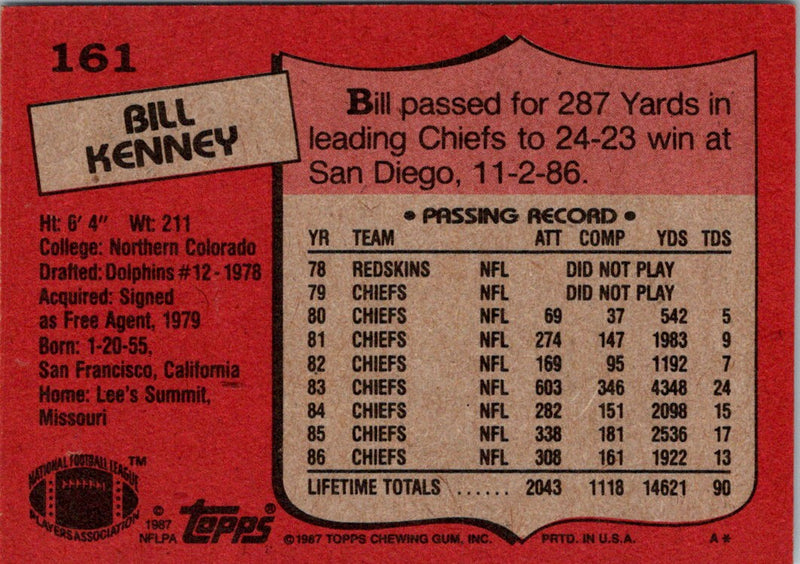 161
BILL
KENNEY
Bill passed for 287 Yards in
leading Chiefs to 24-23 win at
San Diego, 11-2-86.
Ht: 6' 4" Wt: 211
College: Northern Colorado
Drafted: Dolphins #12-1978
Acquired: Signed
as Free Agent, 1979
Born: 1-20-55,
San Francisco, California
Home: Lee's Summit,
Missouri
• PASSING RECORD •
YR TEAM ATT COMP YDS TDS
78 REDSKINS NFL DID NOT PLAY
79 CHIEFS NFL DID NOT PLAY
80 CHIEFS NFL 69 37 542 5
81 CHIEFS NFL 274 147 1983 9
82 CHIEFS NFL 169 95 1192 7
83 CHIEFS NFL 603 346 4348 24
84 CHIEFS NFL 282 151 2098 15
85 CHIEFS NFL 338 181 2536 17
86 CHIEFS NFL 308 161 1922 13
LIFETIME TOTALS ...... 2043 1118 14621 90
NATIONAL FOOTBALL LEAGUE
PLAYERS ASSOCIATION
TM
©
1987
NFLPA
topps®
©1987 TOPPS CHEWING GUM, INC. PRTD. IN U.S.A. A*